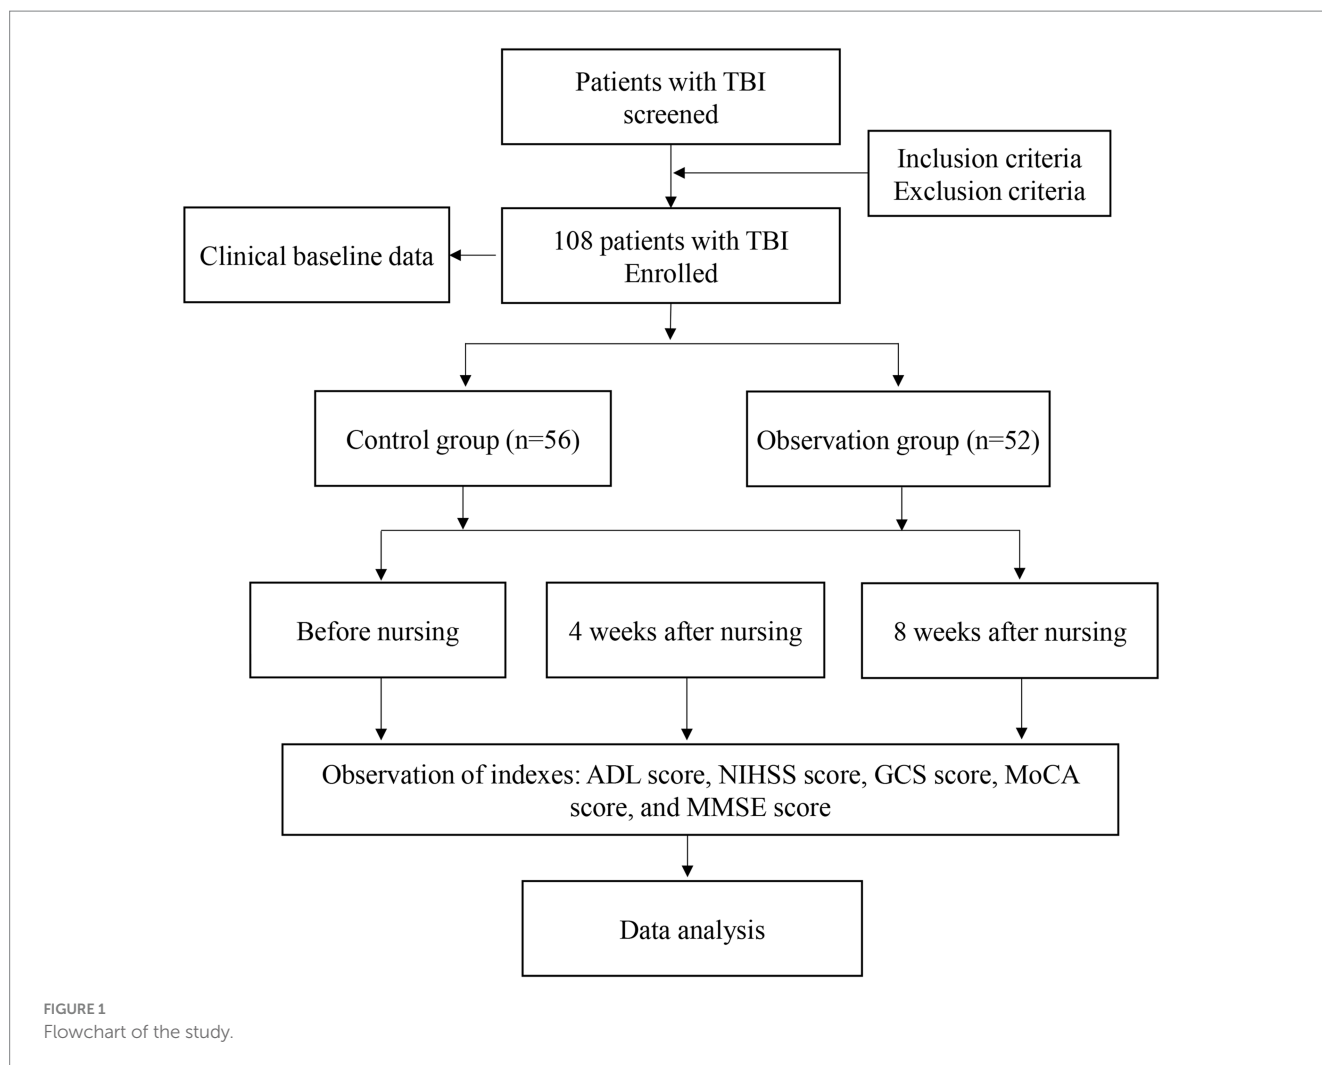 Patients with TBI
screened
Inclusion criteria
Exclusion criteria
Clinical baseline data
108 patients with TBI
Enrolled
Control group (n=56)
Observation group (n=52)
Before nursing
4 weeks after nursing
8 weeks after nursing
Observation of indexes: ADL score, NIHSS score, GCS score, MoCA
score, and MMSE score
Data analysis
FIGURE 1
Flowchart of the study.